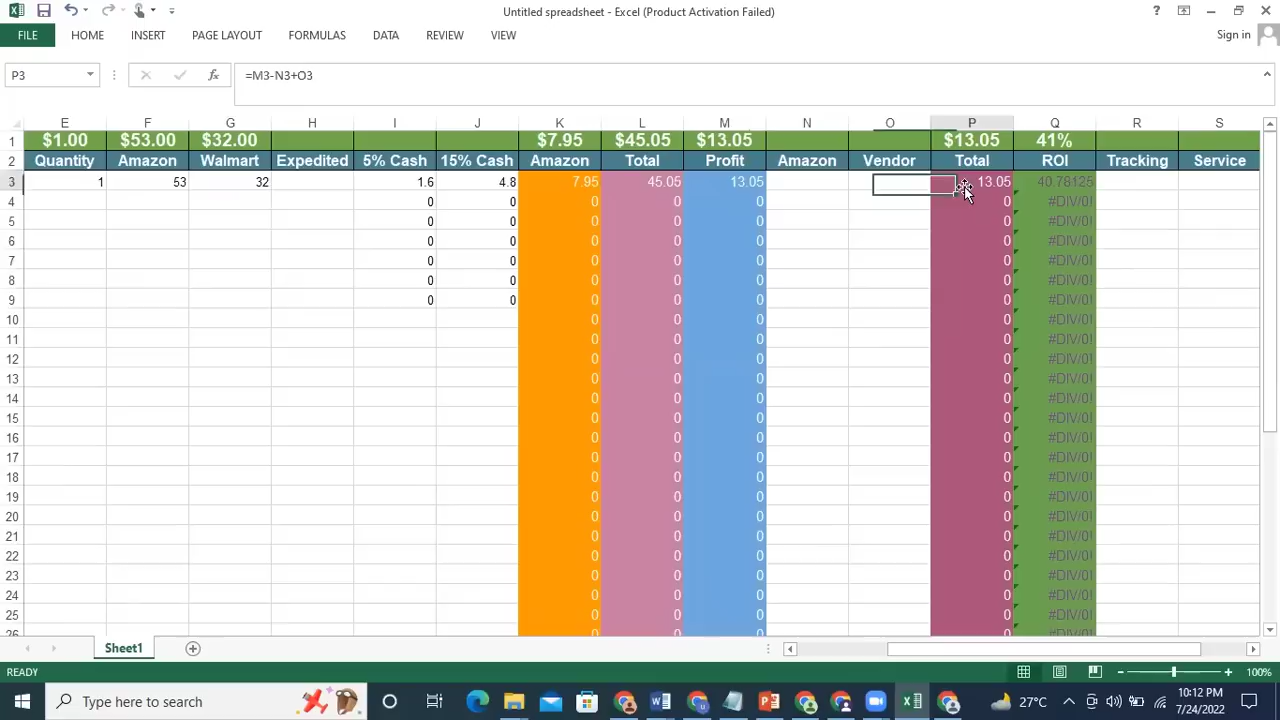 Untitled spreadsheet - Excel (Product Activation Failed)
FILE HOME INSERT PAGE LAYOUT FORMULAS DATA REVIEW VIEW Sign in
P3 fx =M3-N3+O3
E F G H I J K L M N O P Q R S
1 $1.00 $53.00 $32.00 $7.95 $45.05 $13.05 $13.05 41%
2 Quantity Amazon Walmart Expedited 5% Cash 15% Cash Amazon Total Profit Amazon Vendor Total ROI Tracking Service
3 1 53 32 1.6 4.8 7.95 45.05 13.05 13.05 40.78125
4 0 0 0 0 0 0 #DIV/0!
5 0 0 0 0 0 0 #DIV/0!
6 0 0 0 0 0 0 #DIV/0!
7 0 0 0 0 0 0 #DIV/0!
8 0 0 0 0 0 0 #DIV/0!
9 0 0 0 0 0 0 #DIV/0!
10 0 0 0 0 #DIV/0!
11 0 0 0 0 #DIV/0!
12 0 0 0 0 #DIV/0!
13 0 0 0 0 #DIV/0!
14 0 0 0 0 #DIV/0!
15 0 0 0 0 #DIV/0!
16 0 0 0 0 #DIV/0!
17 0 0 0 0 #DIV/0!
18 0 0 0 0 #DIV/0!
19 0 0 0 0 #DIV/0!
20 0 0 0 0 #DIV/0!
21 0 0 0 0 #DIV/0!
22 0 0 0 0 #DIV/0!
23 0 0 0 0 #DIV/0!
24 0 0 0 0 #DIV/0!
25 0 0 0 0 #DIV/0!
26 0 0 0 0 #DIV/0!
Sheet1
READY 100%
Type here to search 27°C 10:12 PM
7/24/2022